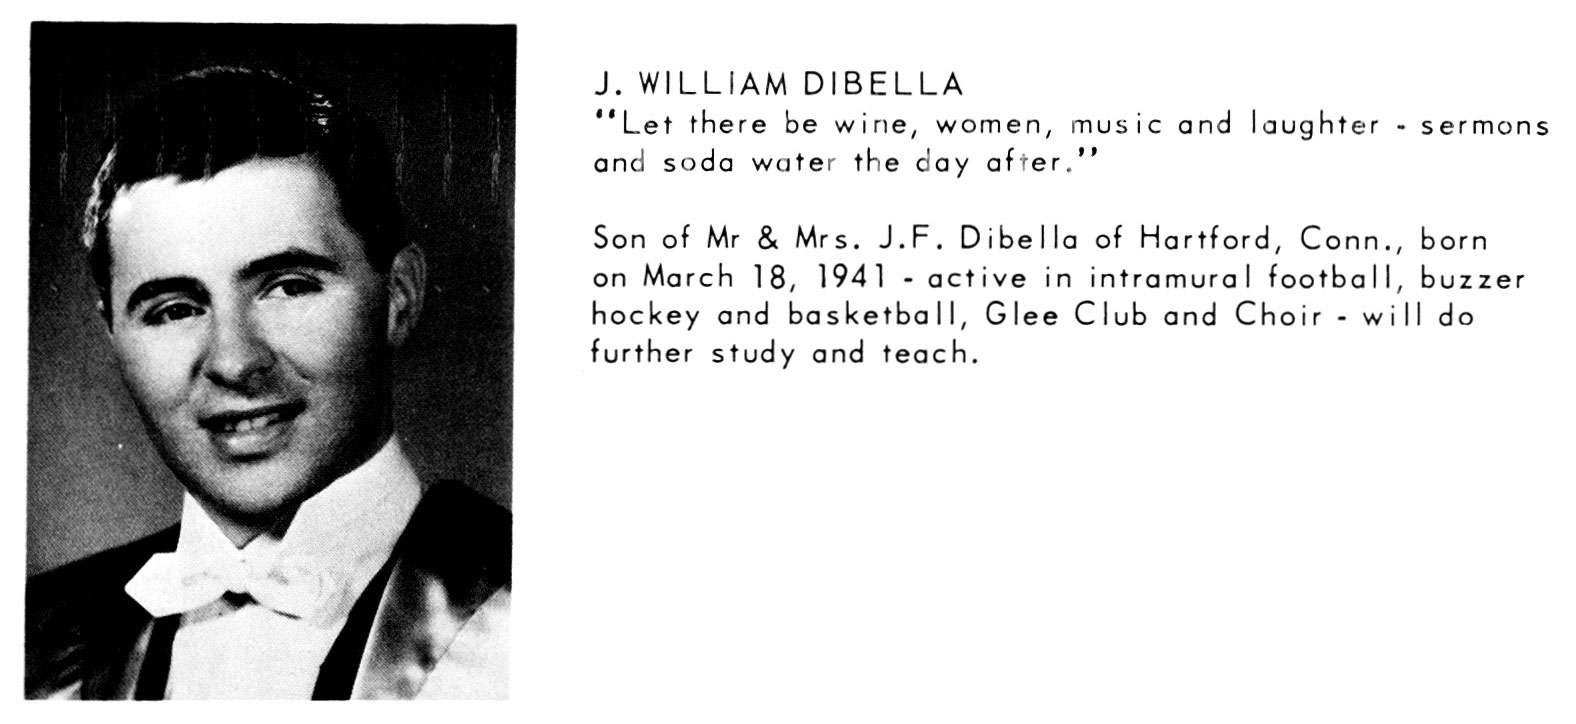 J. WILLIAM DIBELLA
“Let there be wine, women, music and laughter - sermons
and soda water the day after.”
Son of Mr & Mrs. J.F. Dibella of Hartford, Conn., born
on March 18, 1941 - active in intramural football, buzzer
hockey and basketball, Glee Club and Choir - will do
further study and teach.